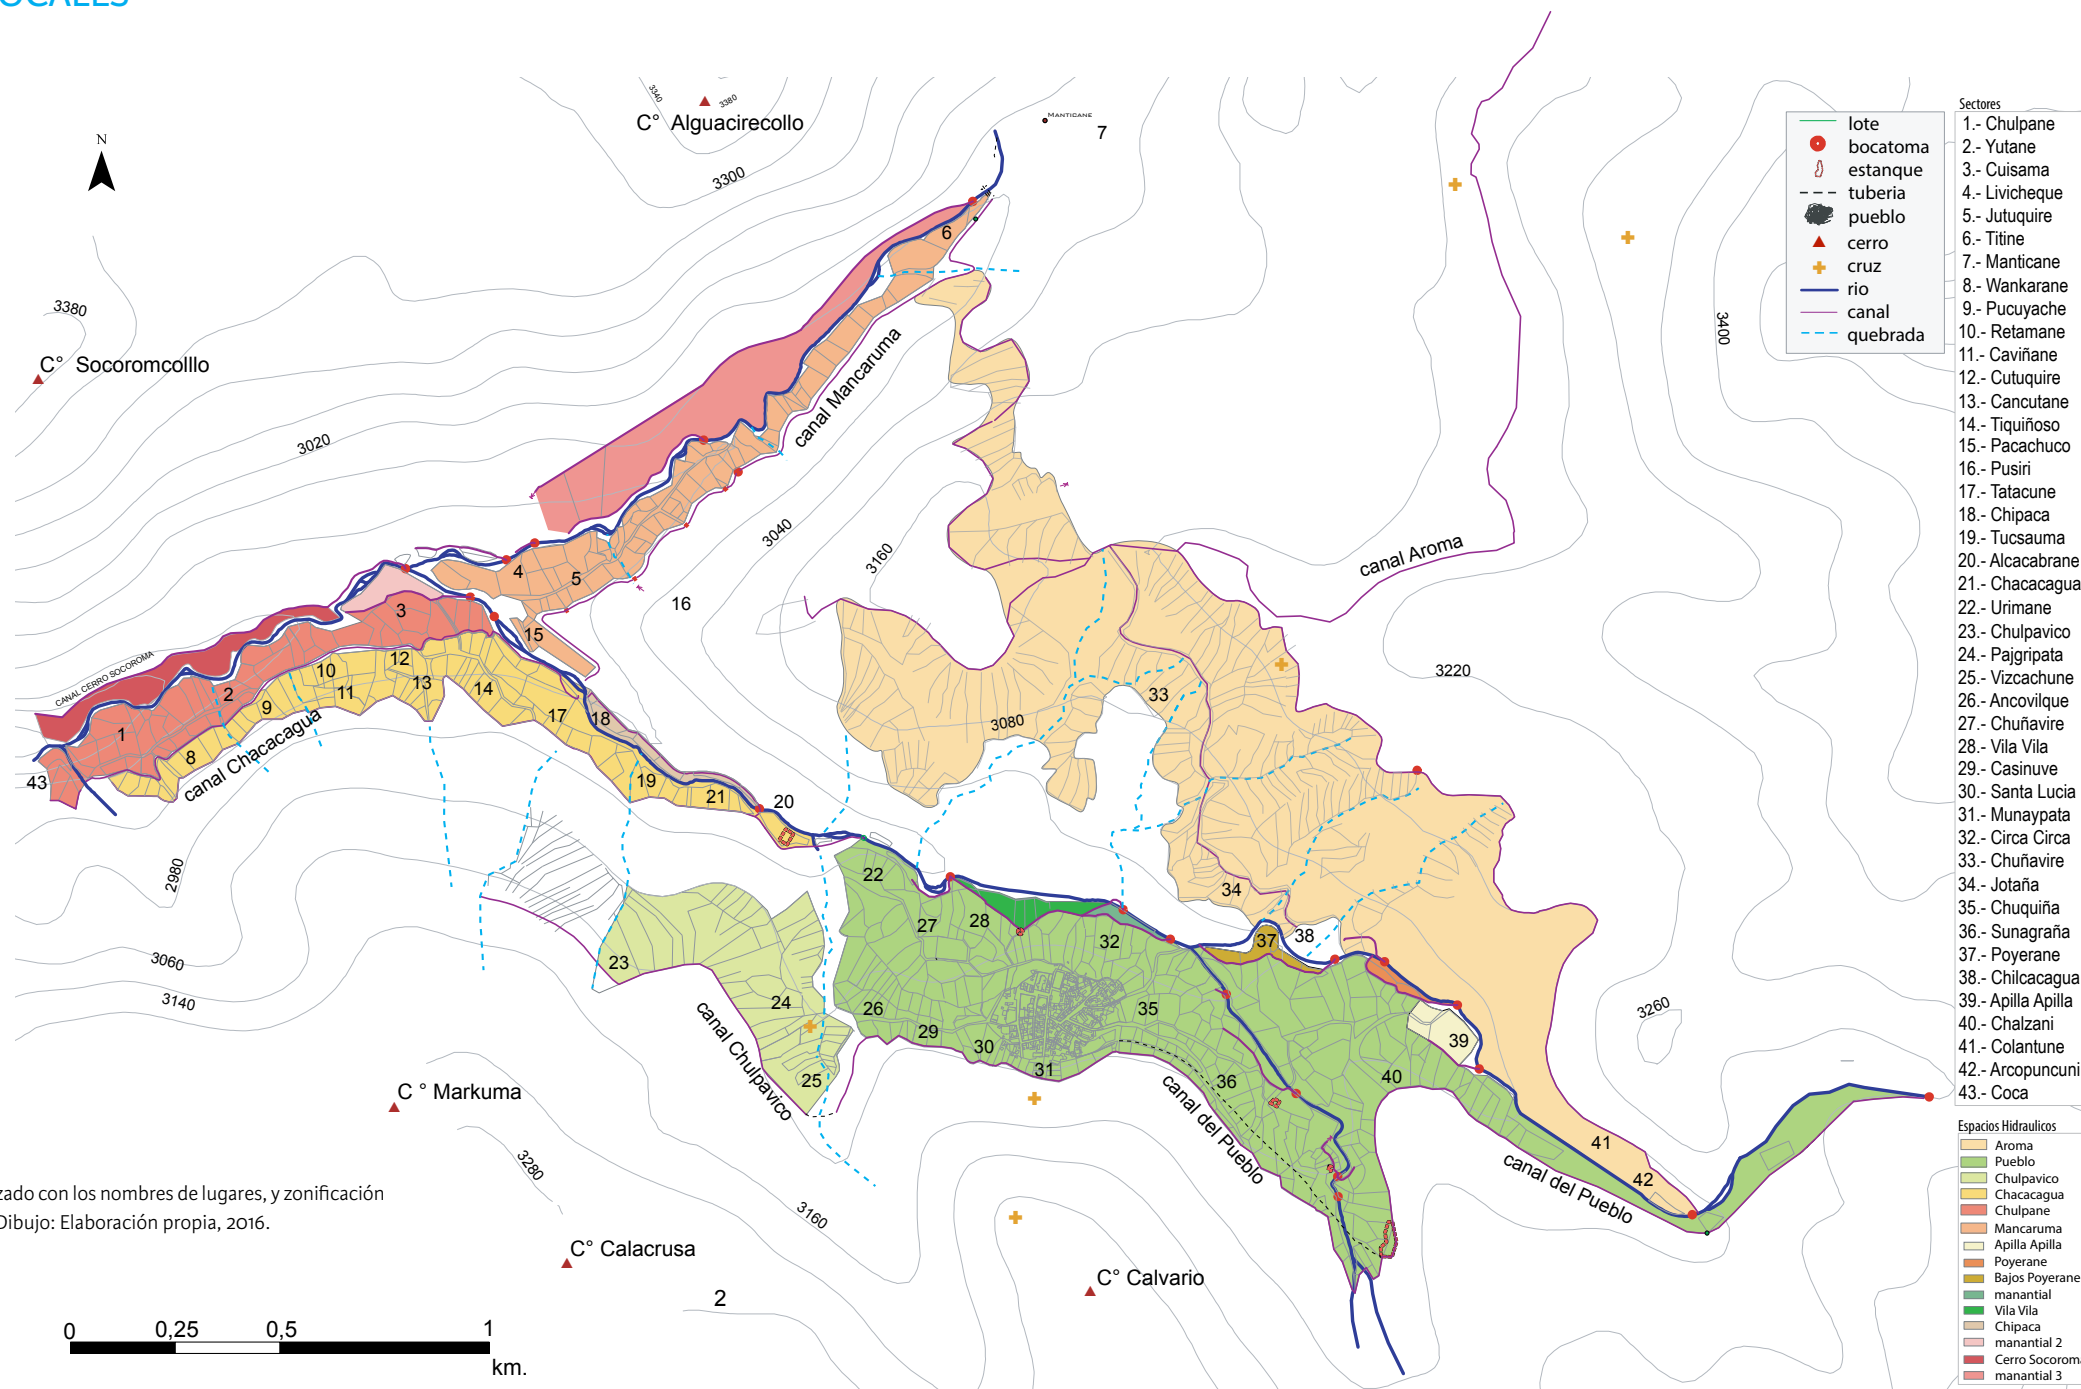 C° Alguacirecollo
3340
3380
MANTICANE
7
N
3300
3380
C° Socoromcolllo
3020
6
canal Mancaruma
3040
3160
4
5
16
3
15
CANAL CERRO SOCOROMA
canal Aroma
3400
3220
10
12
2
9
11
13
14
17
18
1
8
canal Chacacagua
43
19
21
20
33
3080
2980
22
34
27
28
32
37
38
23
3060
3140
24
26
29
30
31
35
36
39
40
3260
25
canal Chulpavico
canal del Pueblo
C ° Markuma
3280
3160
41
42
canal del Pueblo
C° Calacrusa
C° Calvario
2
zado con los nombres de lugares, y zonificación
Dibujo: Elaboración propia, 2016.
0 0,25 0,5 1
km.
lote
bocatoma
estanque
tuberia
pueblo
cerro
cruz
rio
canal
quebrada
Sectores
1.- Chulpane
2.- Yutane
3.- Cuisama
4.- Livicheque
5.- Jutuquire
6.- Titine
7.- Manticane
8.- Wankarane
9.- Pucuyache
10.- Retamane
11.- Caviñane
12.- Cutuquire
13.- Cancutane
14.- Tiquiñoso
15.- Pacachuco
16.- Pusiri
17.- Tatacune
18.- Chipaca
19.- Tucsauma
20.- Alcacabrane
21.- Chacacagua
22.- Urimane
23.- Chulpavico
24.- Pajgripata
25.- Vizcachune
26.- Ancovilque
27.- Chuñavire
28.- Vila Vila
29.- Casinuve
30.- Santa Lucia
31.- Munaypata
32.- Circa Circa
33.- Chuñavire
34.- Jotaña
35.- Chuquiña
36.- Sunagraña
37.- Poyerane
38.- Chilcacagua
39.- Apilla Apilla
40.- Chalzani
41.- Colantune
42.- Arcopuncuni
43.- Coca
Espacios Hidraulicos
Aroma
Pueblo
Chulpavico
Chacacagua
Chulpane
Mancaruma
Apilla Apilla
Poyerane
Bajos Poyerane
manantial
Vila Vila
Chipaca
manantial 2
Cerro Socoroma
manantial 3